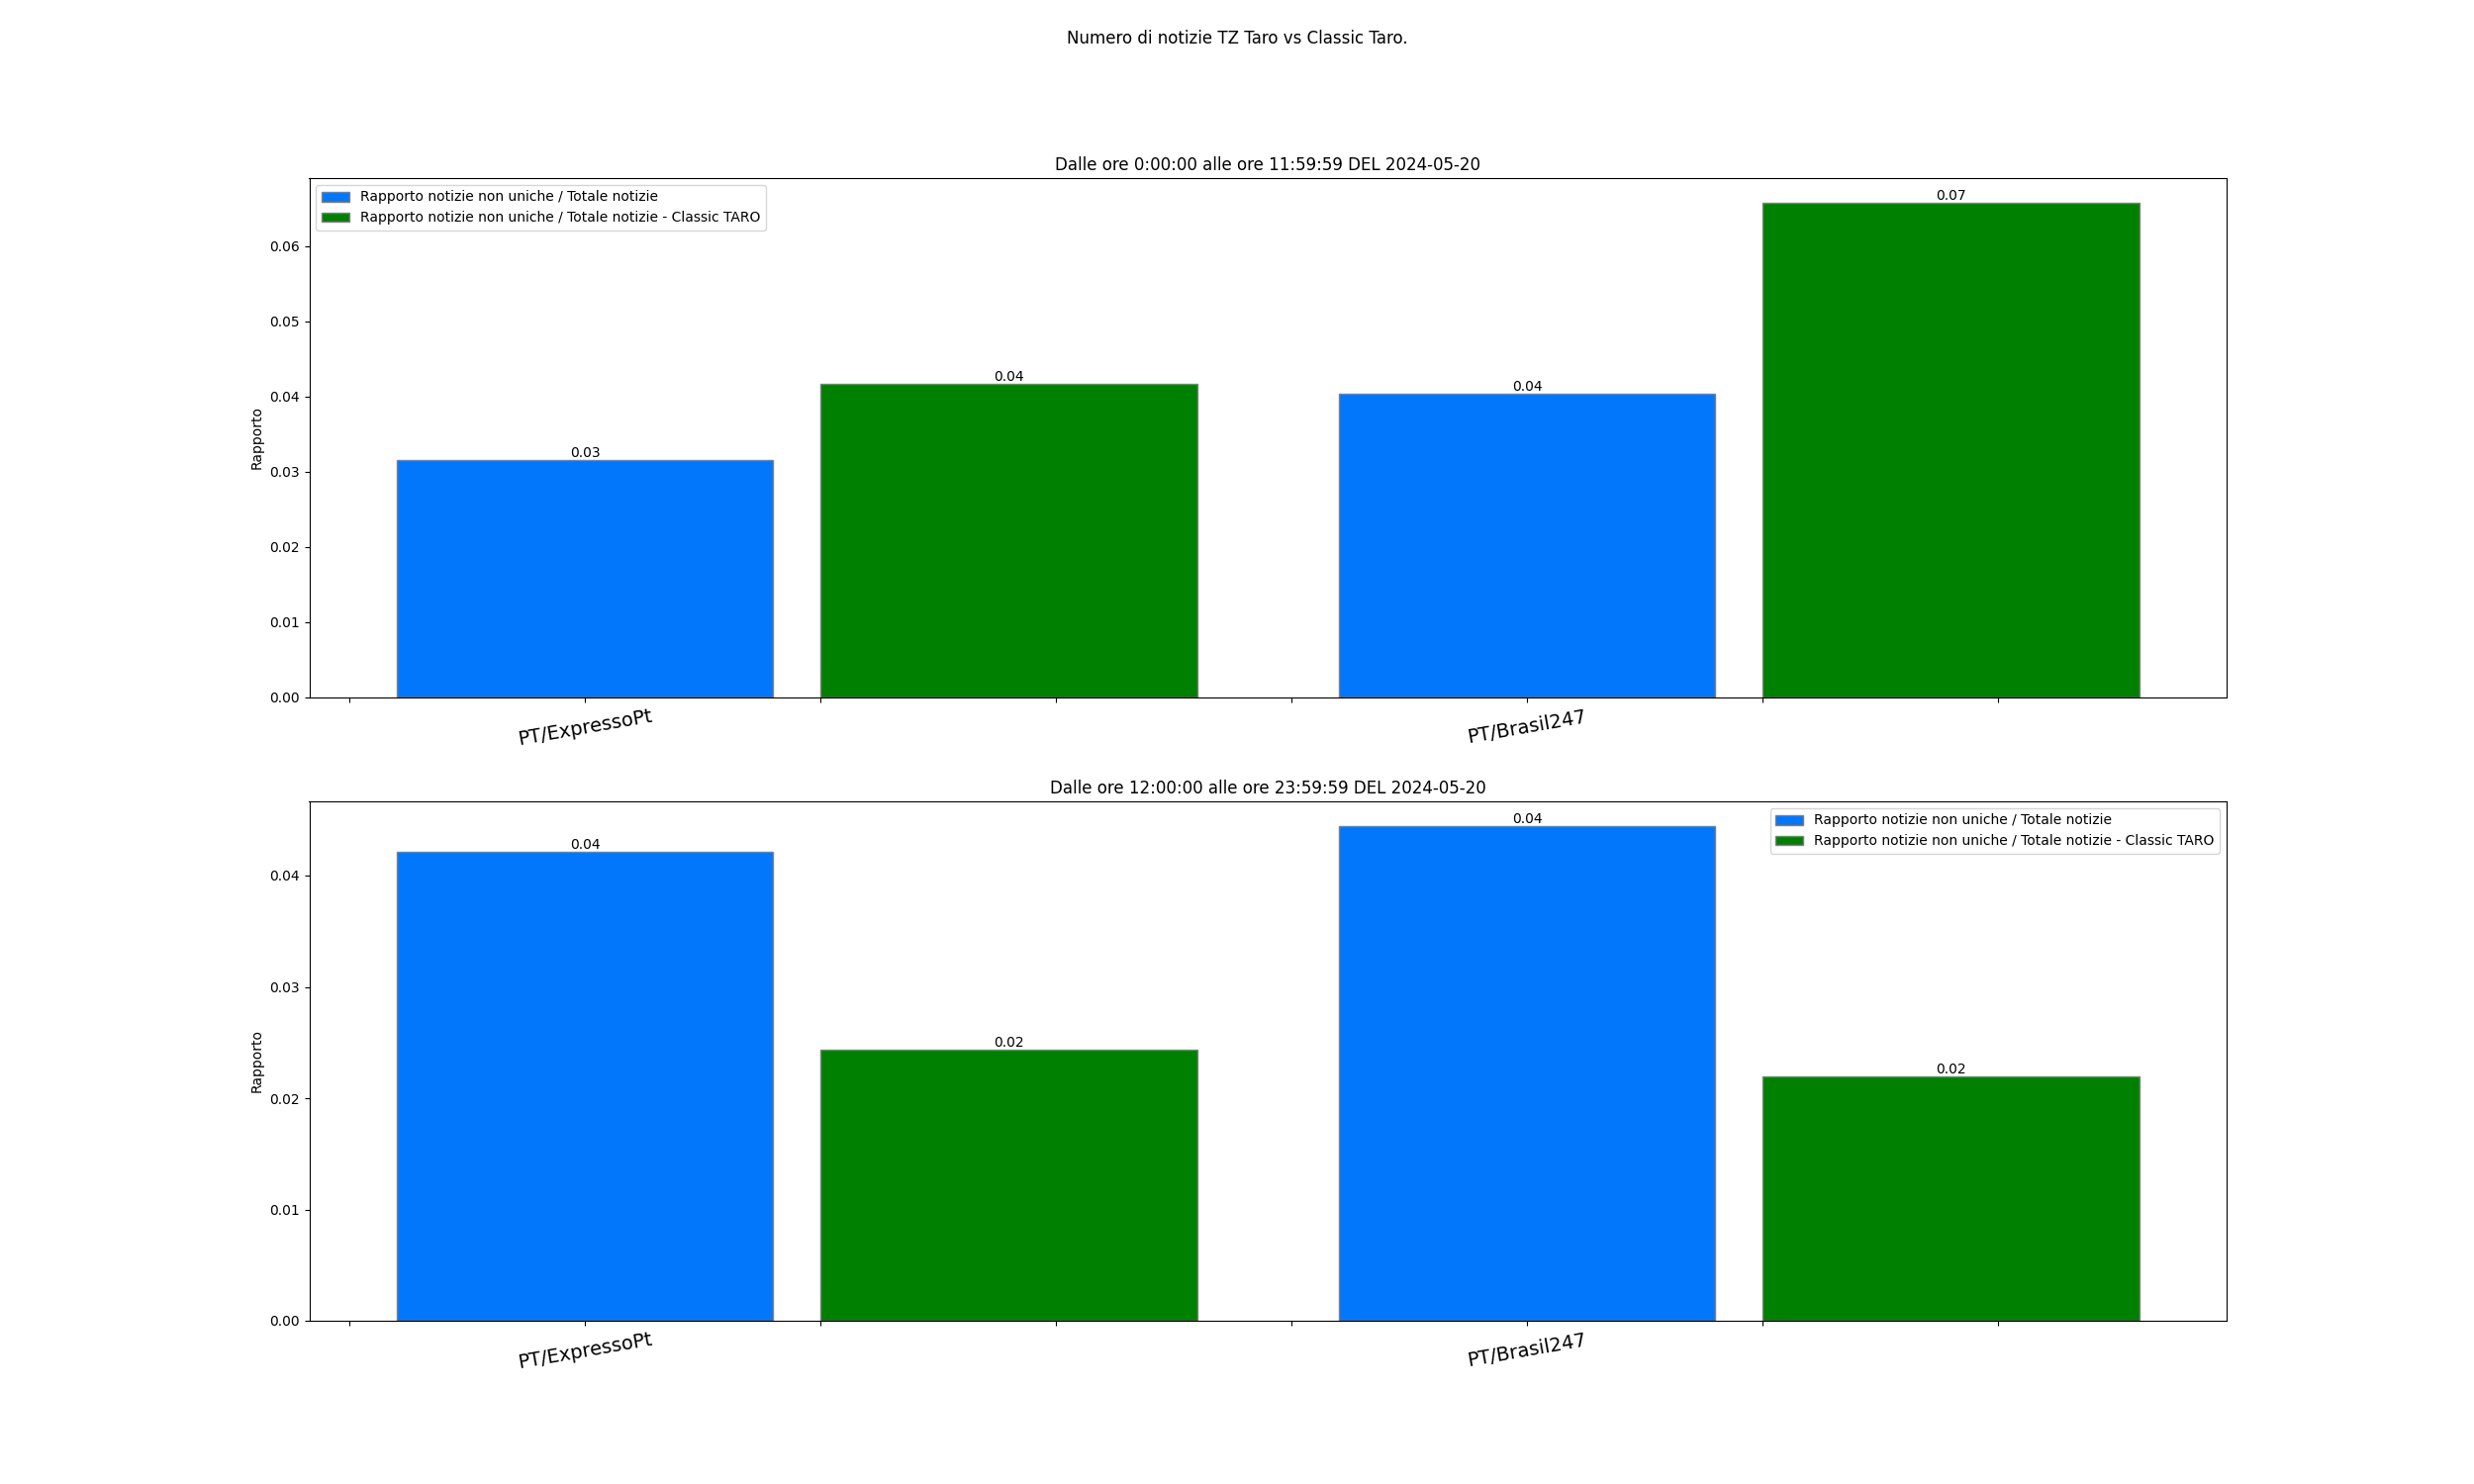 Numero di notizie TZ Taro vs Classic Taro.
Dalle ore 0:00:00 alle ore 11:59:59 DEL 2024-05-20
Rapporto notizie non uniche / Totale notizie
Rapporto notizie non uniche / Totale notizie - Classic TARO
Rapporto
0.06
0.05
0.04
0.03
0.02
0.01
0.00
0.03
0.04
0.04
0.07
PT/ExpressoPt
PT/Brasil247
Dalle ore 12:00:00 alle ore 23:59:59 DEL 2024-05-20
Rapporto notizie non uniche / Totale notizie
Rapporto notizie non uniche / Totale notizie - Classic TARO
Rapporto
0.04
0.03
0.02
0.01
0.00
0.04
0.02
0.04
0.02
PT/ExpressoPt
PT/Brasil247